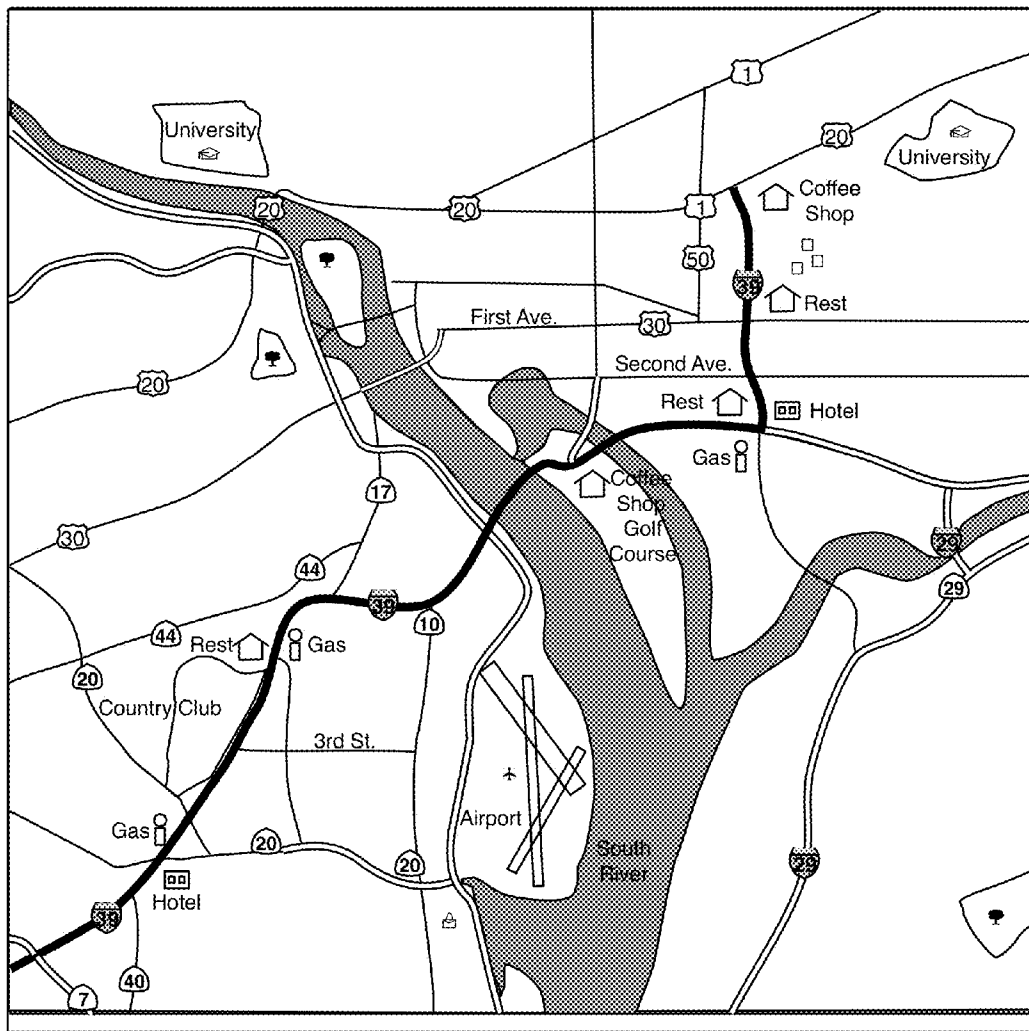 1
University
20
University
20
20
1
Coffee
Shop
50
39
Rest
First Ave.
30
Second Ave.
20
Rest
Hotel
Gas
17
Coffee
Shop
Golf
Course
30
29
44
29
39
10
44
Rest
Gas
20
Country Club
3rd St.
Airport
Gas
20
20
South
River
29
Hotel
39
40
7